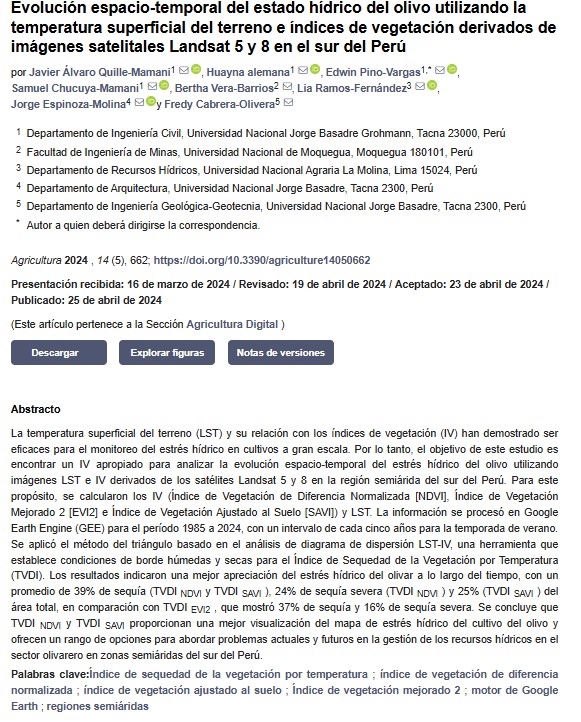 Evolución espacio-temporal del estado hídrico del olivo utilizando la
temperatura superficial del terreno e índices de vegetación derivados de
imágenes satelitales Landsat 5 y 8 en el sur del Perú
por Javier Álvaro Quille-Mamani 1 , Huayna alemana 1 , Edwin Pino-Vargas 1,* ,
Samuel Chucuya-Mamani 1 , Bertha Vera-Barrios 2 , Lia Ramos-Fernández 3 ,
Jorge Espinoza-Molina 4 y Fredy Cabrera-Olivera 5
1 Departamento de Ingeniería Civil, Universidad Nacional Jorge Basadre Grohmann, Tacna 23000, Perú
2 Facultad de Ingeniería de Minas, Universidad Nacional de Moquegua, Moquegua 180101, Perú
3 Departamento de Recursos Hídricos, Universidad Nacional Agraria La Molina, Lima 15024, Perú
4 Departamento de Arquitectura, Universidad Nacional Jorge Basadre, Tacna 2300, Perú
5 Departamento de Ingeniería Geológica-Geotecnia, Universidad Nacional Jorge Basadre, Tacna 2300, Perú
* Autor a quien deberá dirigirse la correspondencia.
Agricultura 2024 , 14 (5), 662; https://doi.org/10.3390/agriculture14050662
Presentación recibida: 16 de marzo de 2024 / Revisado: 19 de abril de 2024 / Aceptado: 23 de abril de 2024 /
Publicado: 25 de abril de 2024
(Este artículo pertenece a la Sección Agricultura Digital )
Descargar Explorar figuras Notas de versiones
Abstracto
La temperatura superficial del terreno (LST) y su relación con los índices de vegetación (IV) han demostrado ser
eficaces para el monitoreo del estrés hídrico en cultivos a gran escala. Por lo tanto, el objetivo de este estudio es
encontrar un IV apropiado para analizar la evolución espacio-temporal del estrés hídrico del olivo utilizando
imágenes LST e IV derivados de los satélites Landsat 5 y 8 en la región semiárida del sur del Perú. Para este
propósito, se calcularon los IV (Índice de Vegetación de Diferencia Normalizada [NDVI], Índice de Vegetación
Mejorado 2 [EVI2] e Índice de Vegetación Ajustado al Suelo [SAVI]) y LST. La información se procesó en Google
Earth Engine (GEE) para el período 1985 a 2024, con un intervalo de cada cinco años para la temporada de verano.
Se aplicó el método del triángulo basado en el análisis de diagrama de dispersión LST-IV, una herramienta que
establece condiciones de borde húmedas y secas para el Índice de Sequedad de la Vegetación por Temperatura
(TVDI). Los resultados indicaron una mejor apreciación del estrés hídrico del olivar a lo largo del tiempo, con un
promedio de 39% de sequía (TVDI NDVI y TVDI SAVI ), 24% de sequía severa (TVDI NDVI ) y 25% (TVDI SAVI ) del
área total, en comparación con TVDI EVI2 , que mostró 37% de sequía y 16% de sequía severa. Se concluye que
TVDI NDVI y TVDI SAVI proporcionan una mejor visualización del mapa de estrés hídrico del cultivo del olivo y
ofrecen un rango de opciones para abordar problemas actuales y futuros en la gestión de los recursos hídricos en el
sector olivarero en zonas semiáridas del sur del Perú.
Palabras clave:Índice de sequedad de la vegetación por temperatura ; índice de vegetación de diferencia
normalizada ; índice de vegetación ajustado al suelo ; Índice de vegetación mejorado 2 ; motor de Google
Earth ; regiones semiáridas